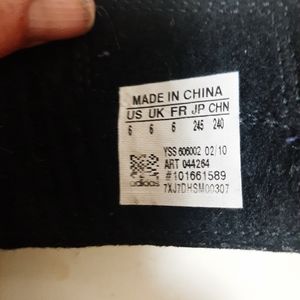 MADE IN CHINA
US UK FR JP CHN
6 6 6 245 240
YSS 606002 02/10
ART 044264
#101661589
7XJ7DHSM00307
adidas